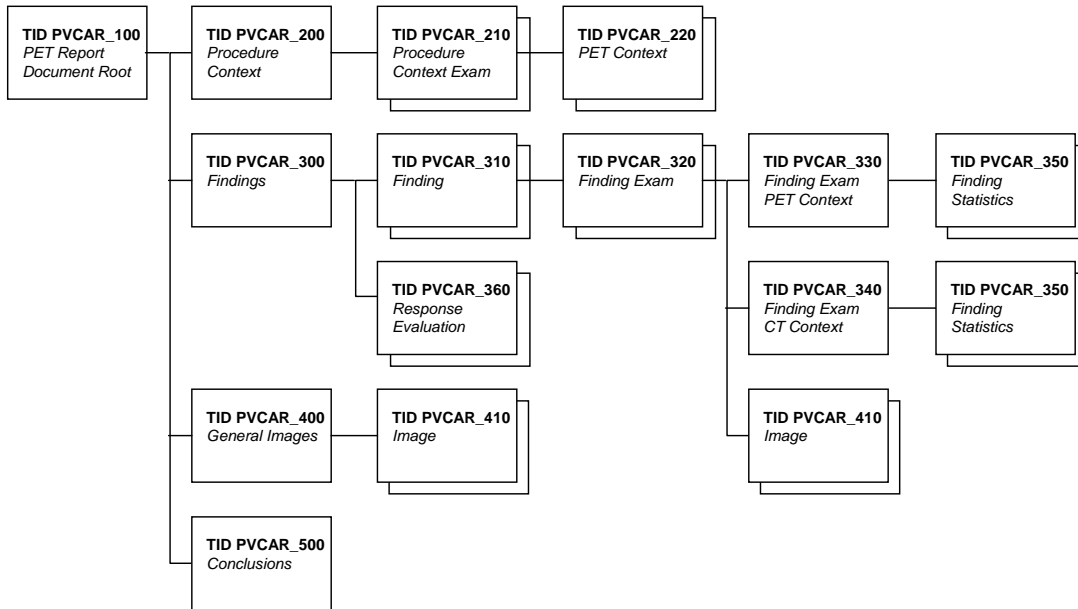 TID PVCAR_100
PET Report
Document Root
TID PVCAR_200
Procedure
Context
TID PVCAR_210
Procedure
Context Exam
TID PVCAR_220
PET Context
TID PVCAR_300
Findings
TID PVCAR_310
Finding
TID PVCAR_320
Finding Exam
TID PVCAR_330
Finding Exam
PET Context
TID PVCAR_350
Finding
Statistics
TID PVCAR_360
Response
Evaluation
TID PVCAR_340
Finding Exam
CT Context
TID PVCAR_350
Finding
Statistics
TID PVCAR_400
General Images
TID PVCAR_410
Image
TID PVCAR_410
Image
TID PVCAR_500
Conclusions